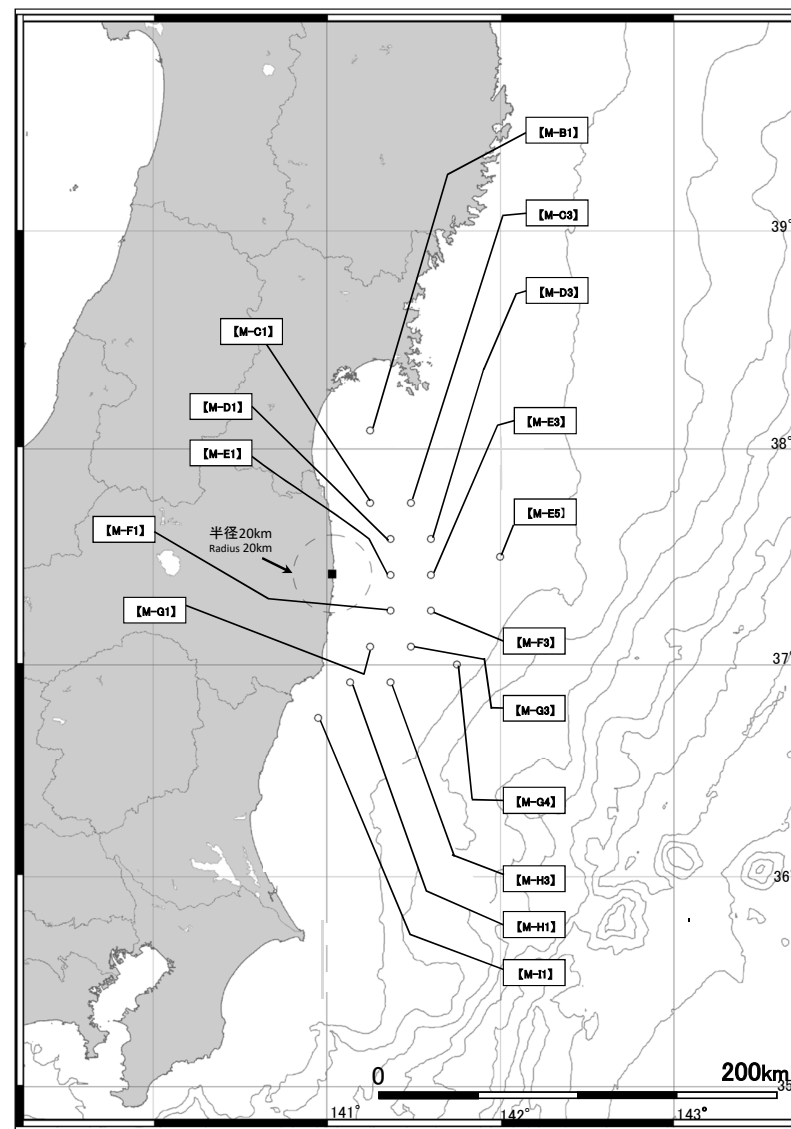 【M-B1】
【M-C3】
39°
【M-D3】
【M-C1】
【M-D1】
【M-E3】
38°
【M-E1】
【M-E5】
【M-F1】
半径20km
Radius 20km
【M-G1】
【M-F3】
37°
【M-G3】
【M-G4】
【M-H3】
36°
【M-H1】
【M-I1】
0
200km
35
141°
142°
143°